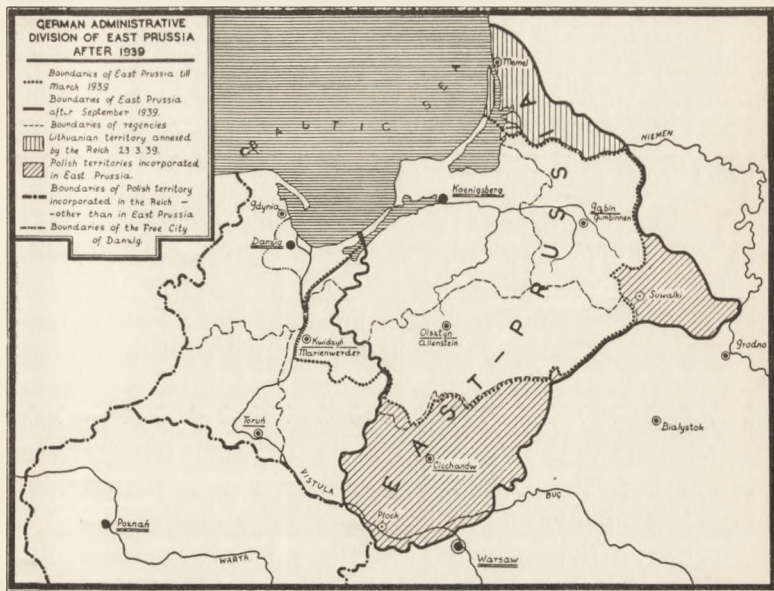 GERMAN ADMINISTRATIVE
DIVISION OF EAST PRUSSIA
AFTER 1939
Boundaries of East Prussia till
March 1939
Boundaries of East Prussia
after September 1939.
Boundaries of regencies
Lithuanian territory annexed
by the Reich 23.3.39.
Polish territories incorporated
in East Prussia.
Boundaries of Polish territory
incorporated in the Reich –
-other than in East Prussia
Boundaries of the Free City
of Danzig.
BALTIC SEA
Memel
NIEMEN
Koenigsberg
Gdynia
Danzig
Gąbin
Gumbinnen
Suwałki
Grodno
Olsztyn
Allenstein
Kwidzyń
Marienwerder
EAST-PRUSSIA
Toruń
Białystok
Ciechanów
VISTULA
Płock
BUG
Poznań
WARTA
Warsaw